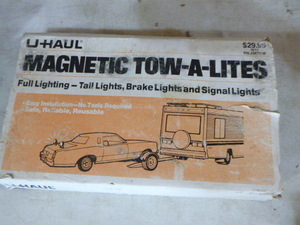 U-HAUL
$29.95
MAGNETIC TOW-A-LITES
Full Lighting – Tail Lights, Brake Lights and Signal Lights
• Easy Installation–No Tools Required
• Safe, Reliable, Reusable
U-HAUL